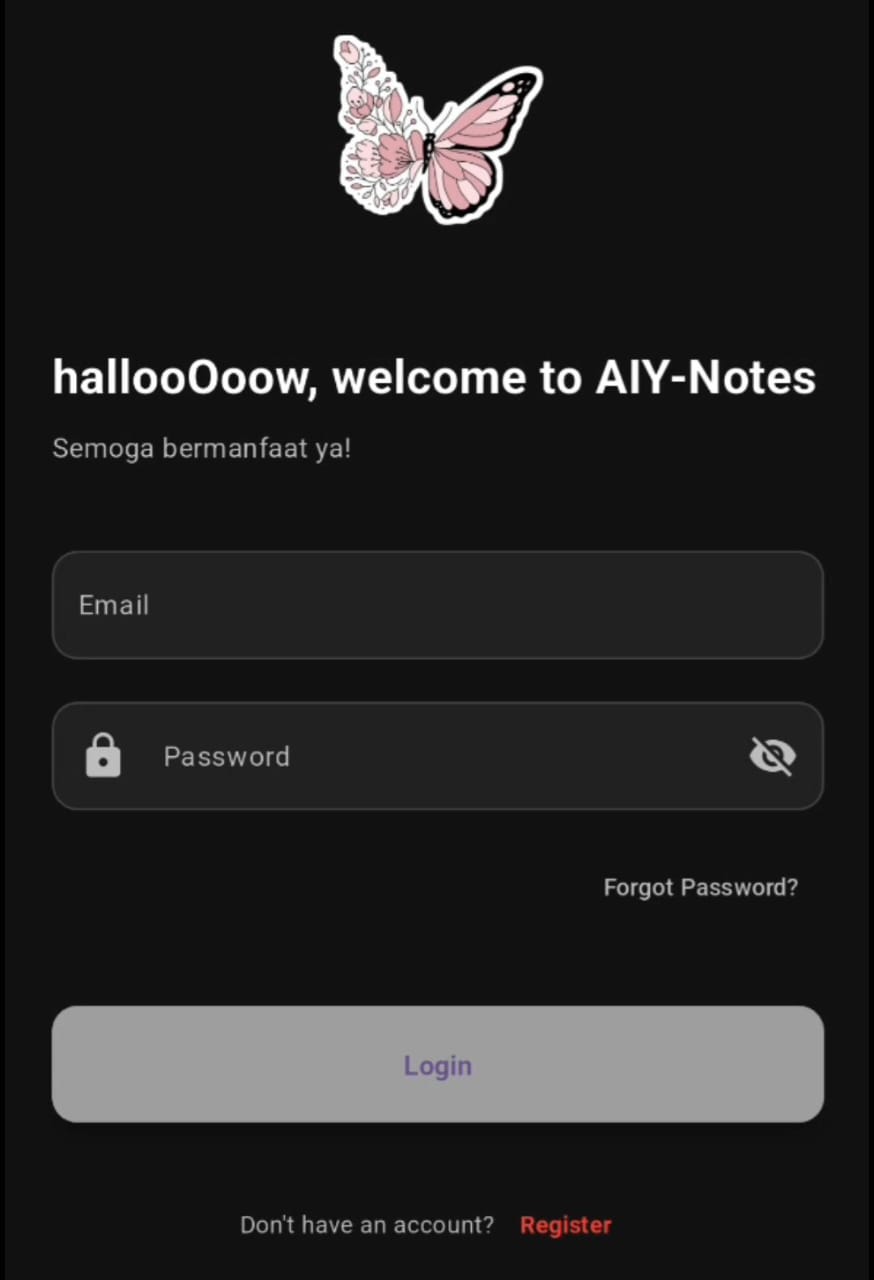 hallooOoow, welcome to AIY-Notes
Semoga bermanfaat ya!
Email
Password
Forgot Password?
Login
Don't have an account? Register